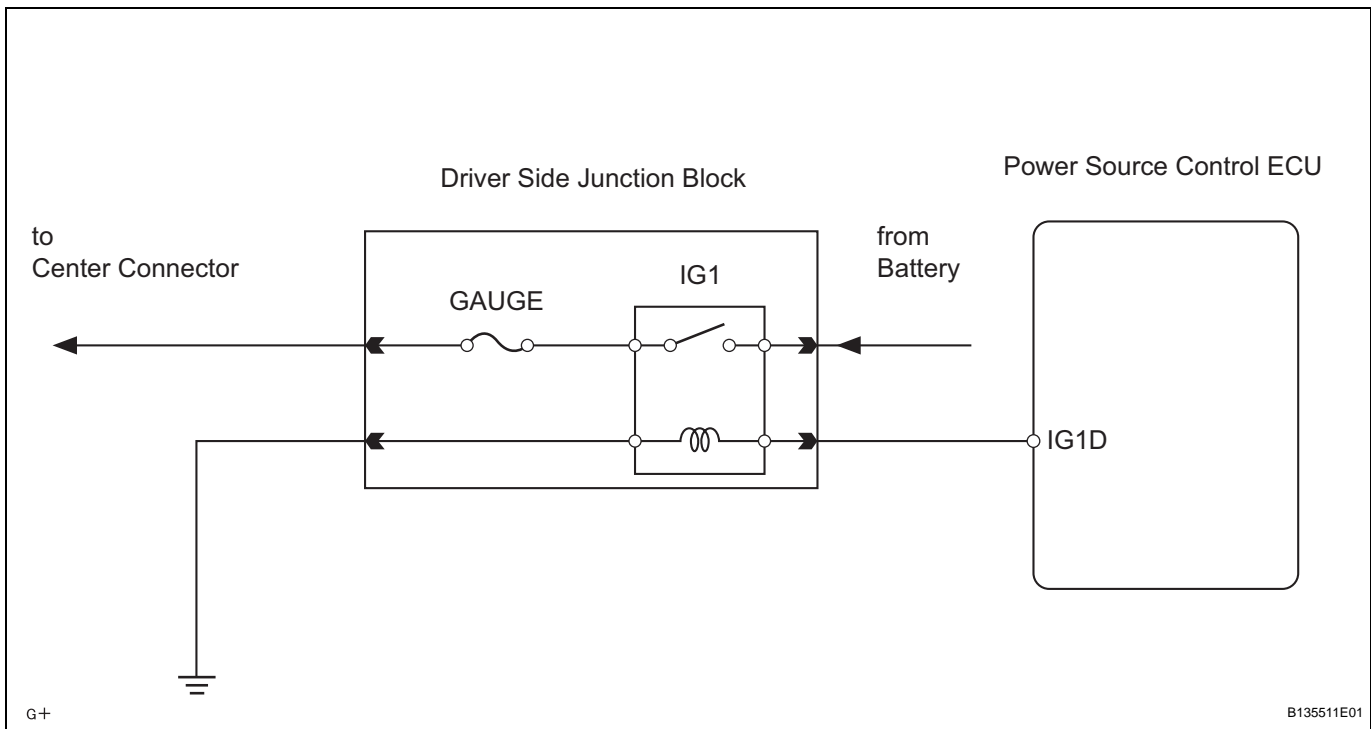 Power Source Control ECU
Driver Side Junction Block
to
Center Connector
from
Battery
IG1
GAUGE
IG1D
G+
B135511E01